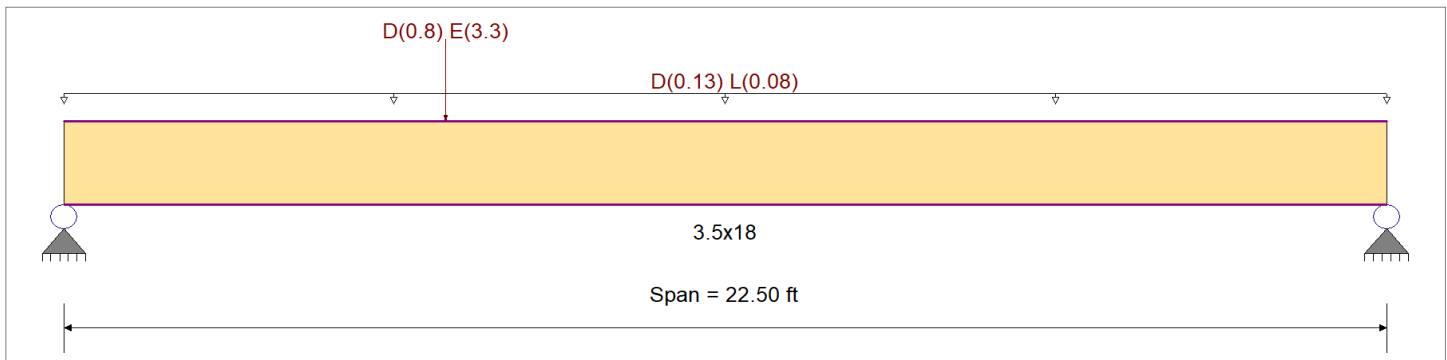 D(0.8) E(3.3)
D(0.13) L(0.08)
3.5x18
Span = 22.50 ft